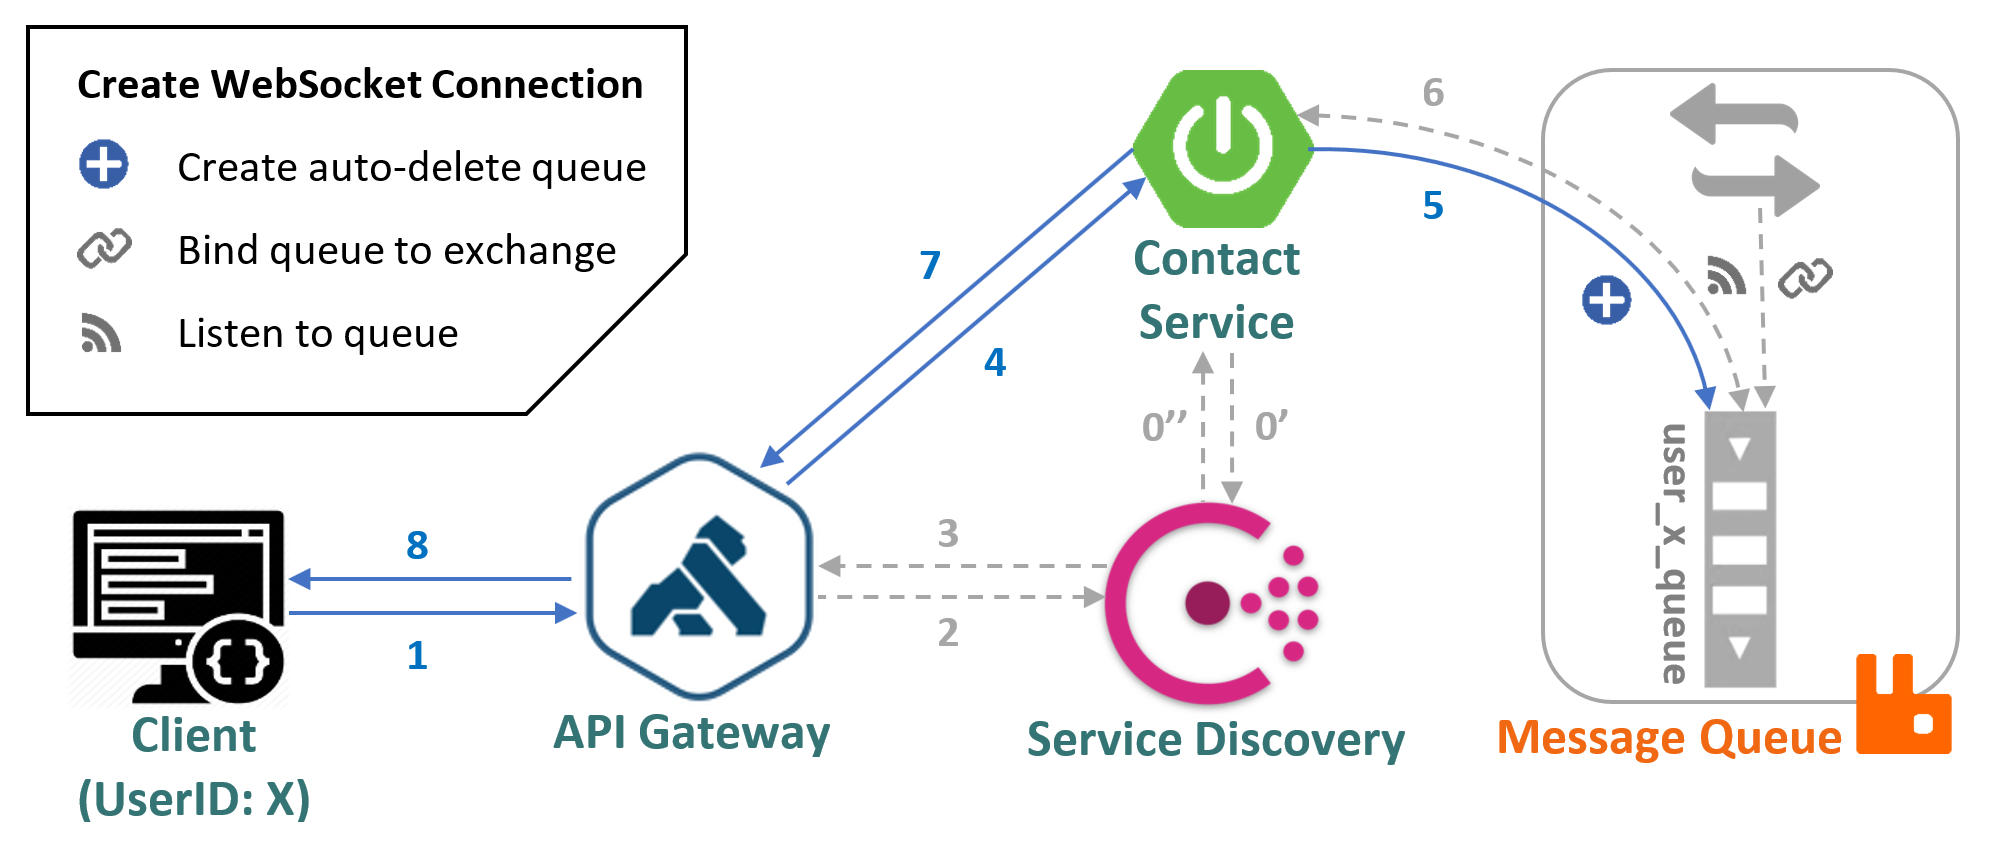 Create WebSocket Connection
Create auto-delete queue
Bind queue to exchange
Listen to queue
6
5
7
4
Contact
Service
0’’
0’
8
1
3
2
user_x_queue
Client
(UserID: X)
API Gateway
Service Discovery
Message Queue